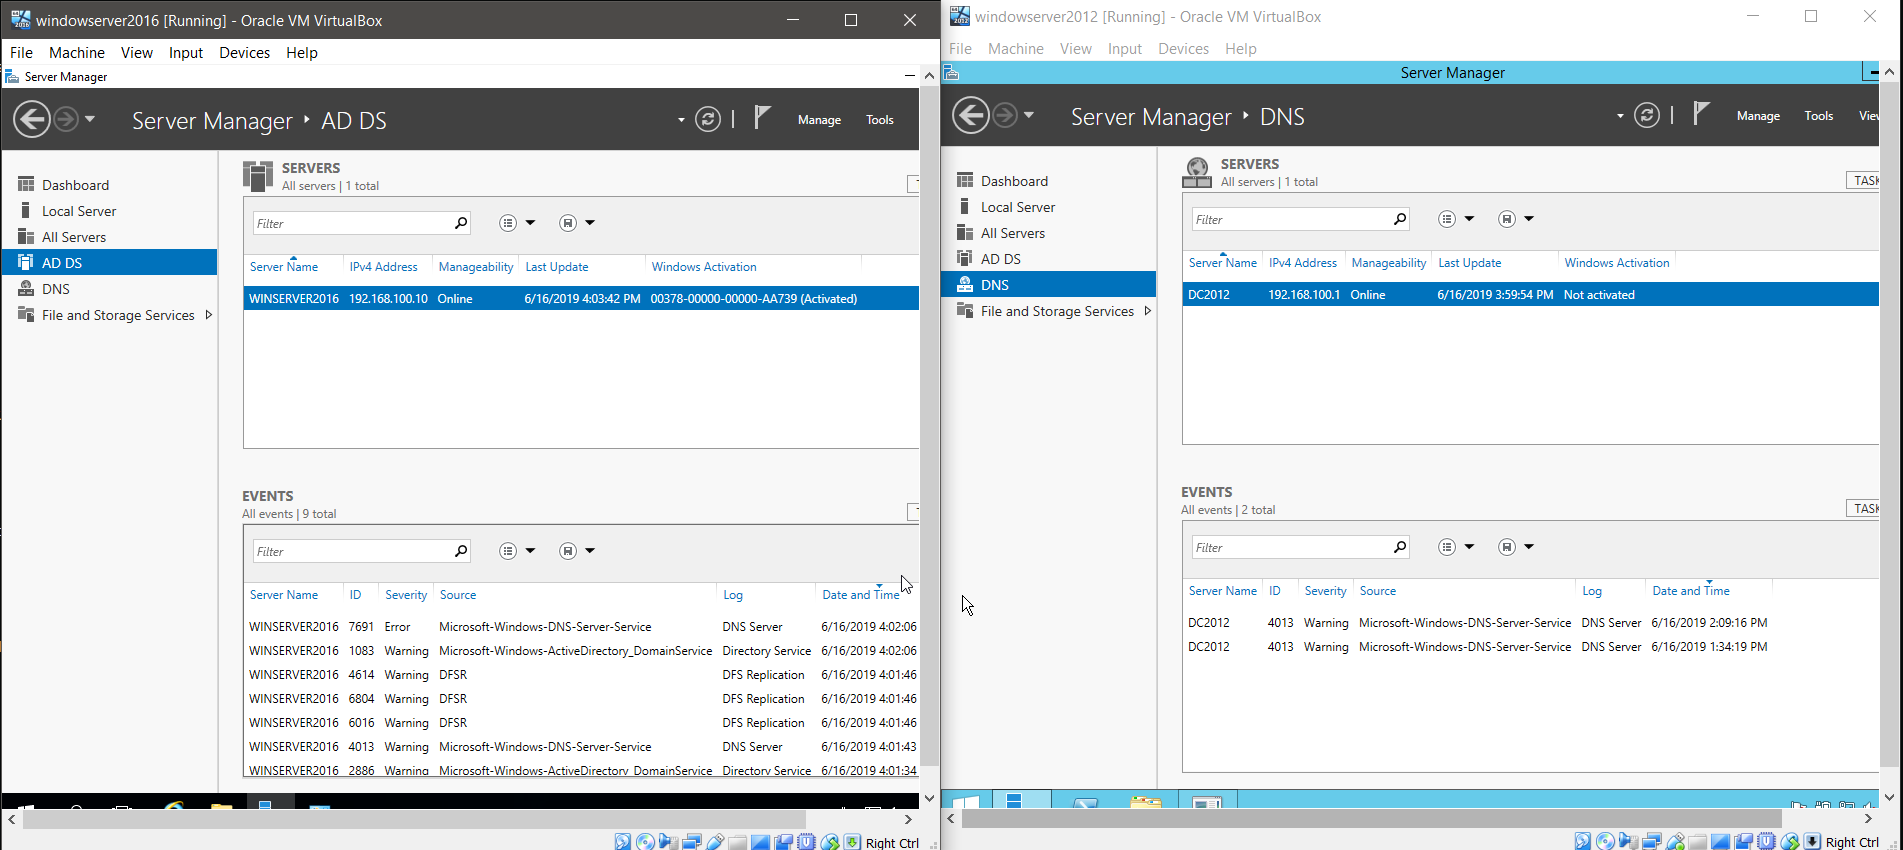 windowserver2016 [Running] - Oracle VM VirtualBox
File Machine View Input Devices Help
Server Manager
Server Manager AD DS
Manage Tools
Dashboard
Local Server
All Servers
AD DS
DNS
File and Storage Services
SERVERS
All servers | 1 total
Filter
Server Name IPv4 Address Manageability Last Update Windows Activation
WINSERVER2016 192.168.100.10 Online 6/16/2019 4:03:42 PM 00378-00000-00000-AA739 (Activated)
EVENTS
All events | 9 total
Filter
Server Name ID Severity Source Log Date and Time
WINSERVER2016 7691 Error Microsoft-Windows-DNS-Server-Service DNS Server 6/16/2019 4:02:06
WINSERVER2016 1083 Warning Microsoft-Windows-ActiveDirectory_DomainService Directory Service 6/16/2019 4:02:06
WINSERVER2016 4614 Warning DFSR DFS Replication 6/16/2019 4:01:46
WINSERVER2016 6804 Warning DFSR DFS Replication 6/16/2019 4:01:46
WINSERVER2016 6016 Warning DFSR DFS Replication 6/16/2019 4:01:46
WINSERVER2016 4013 Warning Microsoft-Windows-DNS-Server-Service DNS Server 6/16/2019 4:01:43
WINSERVER2016 2886 Warning Microsoft-Windows-ActiveDirectory_DomainService Directory Service 6/16/2019 4:01:34
Right Ctrl
windowserver2012 [Running] - Oracle VM VirtualBox
File Machine View Input Devices Help
Server Manager
Server Manager DNS
Manage Tools Viev
Dashboard
Local Server
All Servers
AD DS
DNS
File and Storage Services
SERVERS
All servers | 1 total
TASK
Filter
Server Name IPv4 Address Manageability Last Update Windows Activation
DC2012 192.168.100.1 Online 6/16/2019 3:59:54 PM Not activated
EVENTS
All events | 2 total
TASK
Filter
Server Name ID Severity Source Log Date and Time
DC2012 4013 Warning Microsoft-Windows-DNS-Server-Service DNS Server 6/16/2019 2:09:16 PM
DC2012 4013 Warning Microsoft-Windows-DNS-Server-Service DNS Server 6/16/2019 1:34:19 PM
Right Ctrl